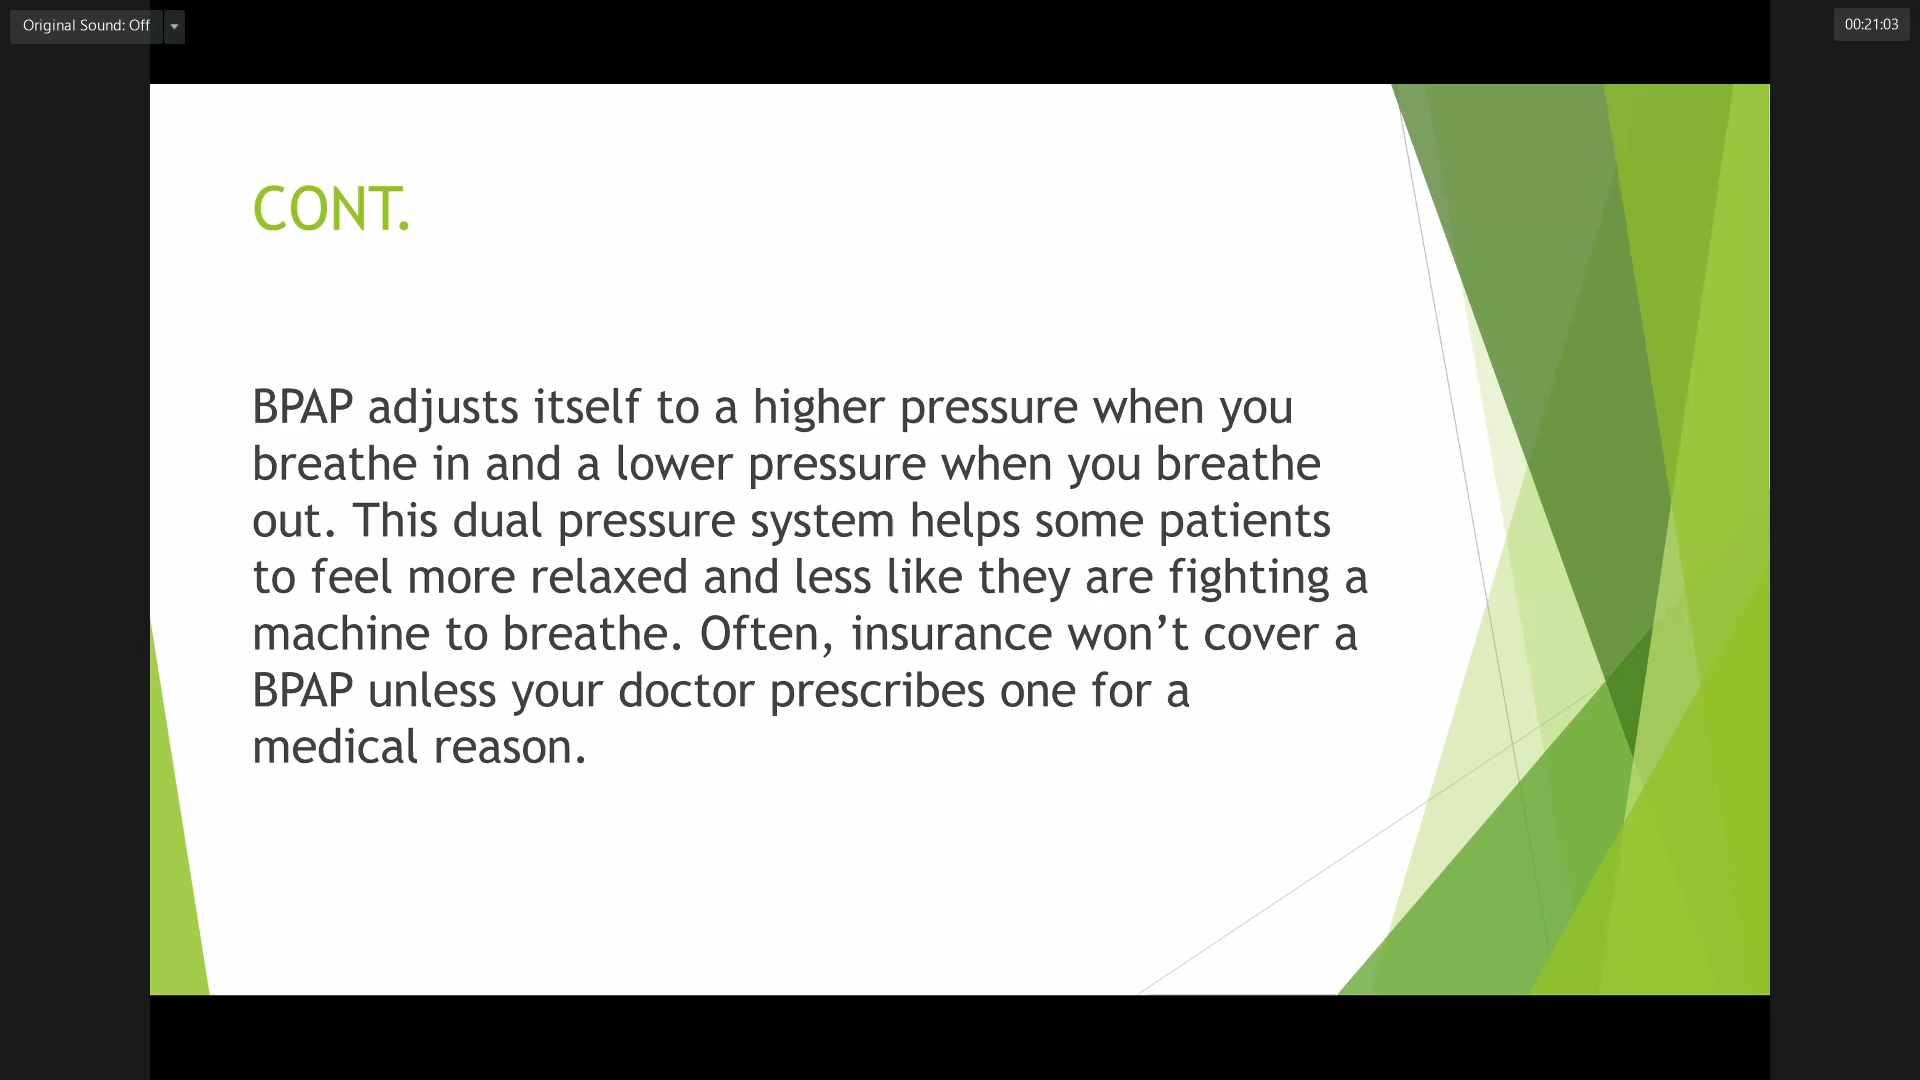 Original Sound: Off
00:21:03
CONT.
BPAP adjusts itself to a higher pressure when you
breathe in and a lower pressure when you breathe
out. This dual pressure system helps some patients
to feel more relaxed and less like they are fighting a
machine to breathe. Often, insurance won’t cover a
BPAP unless your doctor prescribes one for a
medical reason.